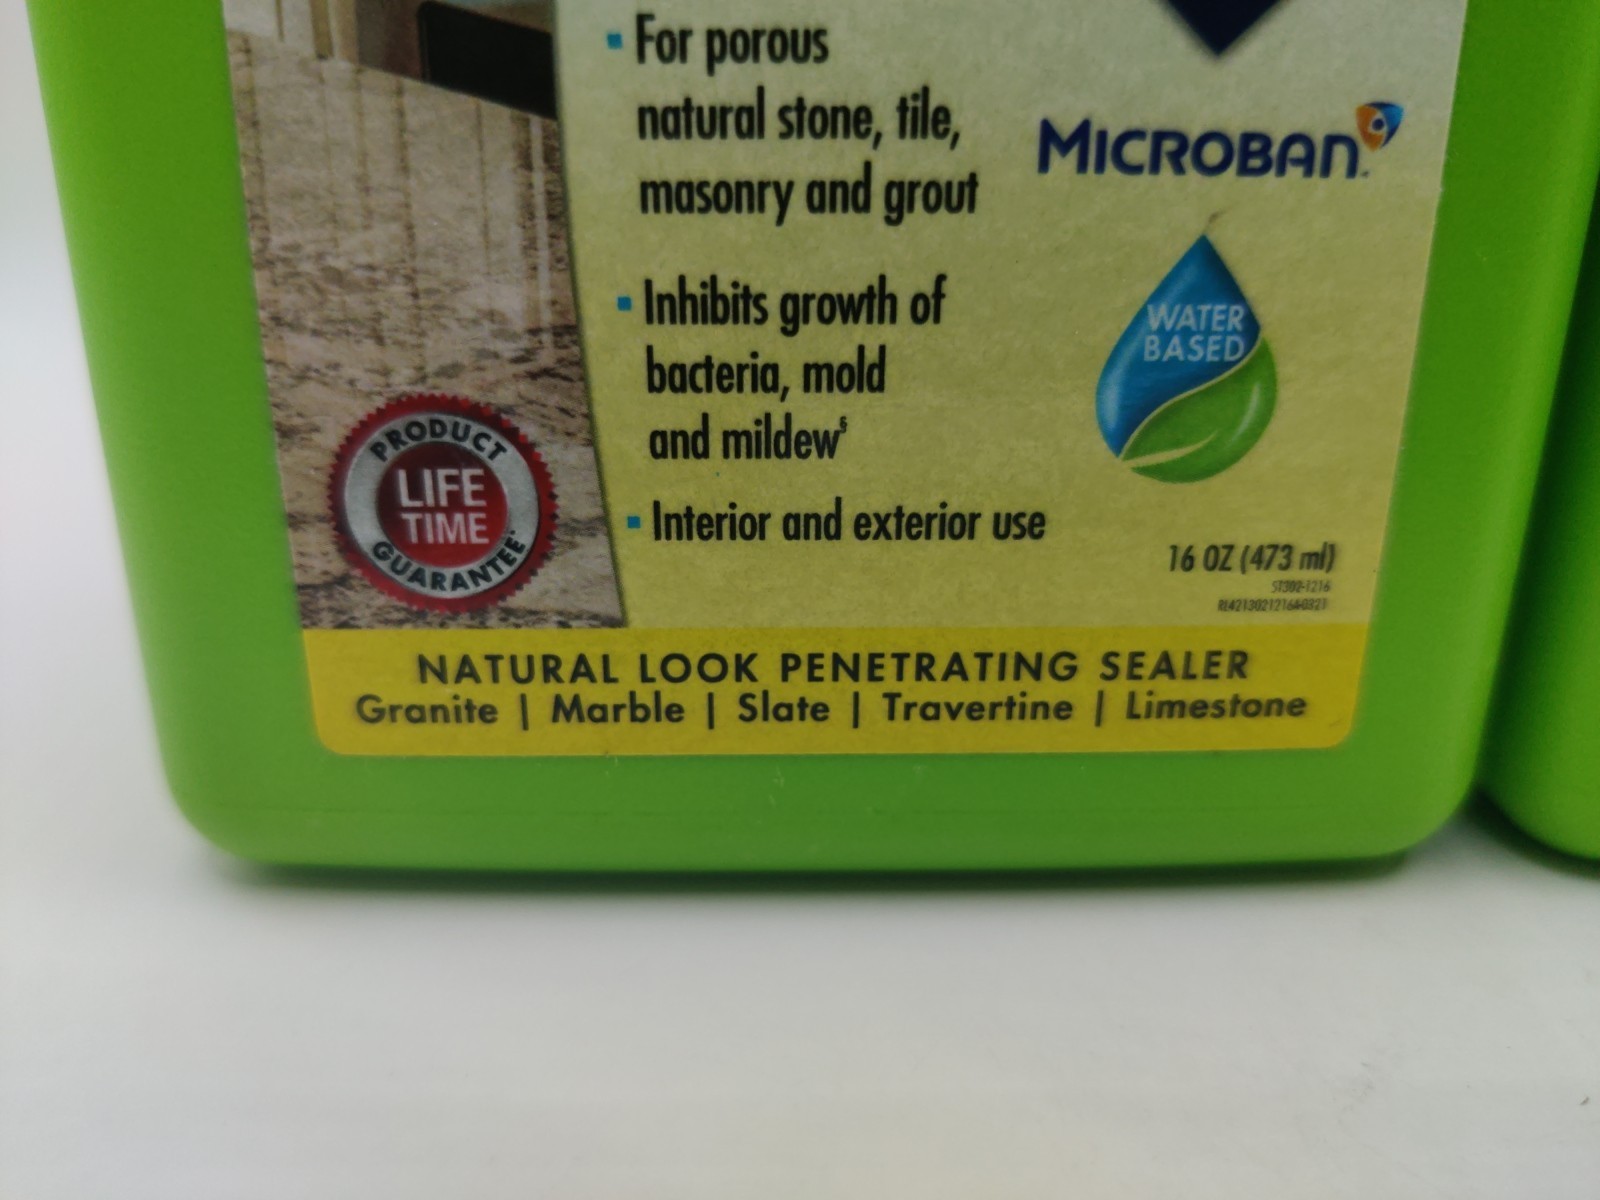 For porous
natural stone, tile,
masonry and grout
MICROBAN
Inhibits growth of
bacteria, mold
and mildew§
WATER
BASED
Interior and exterior use
PRODUCT
LIFE
TIME
GUARANTEE*
16 OZ (473 ml)
ST302-1216
NATURAL LOOK PENETRATING SEALER
Granite | Marble | Slate | Travertine | Limestone